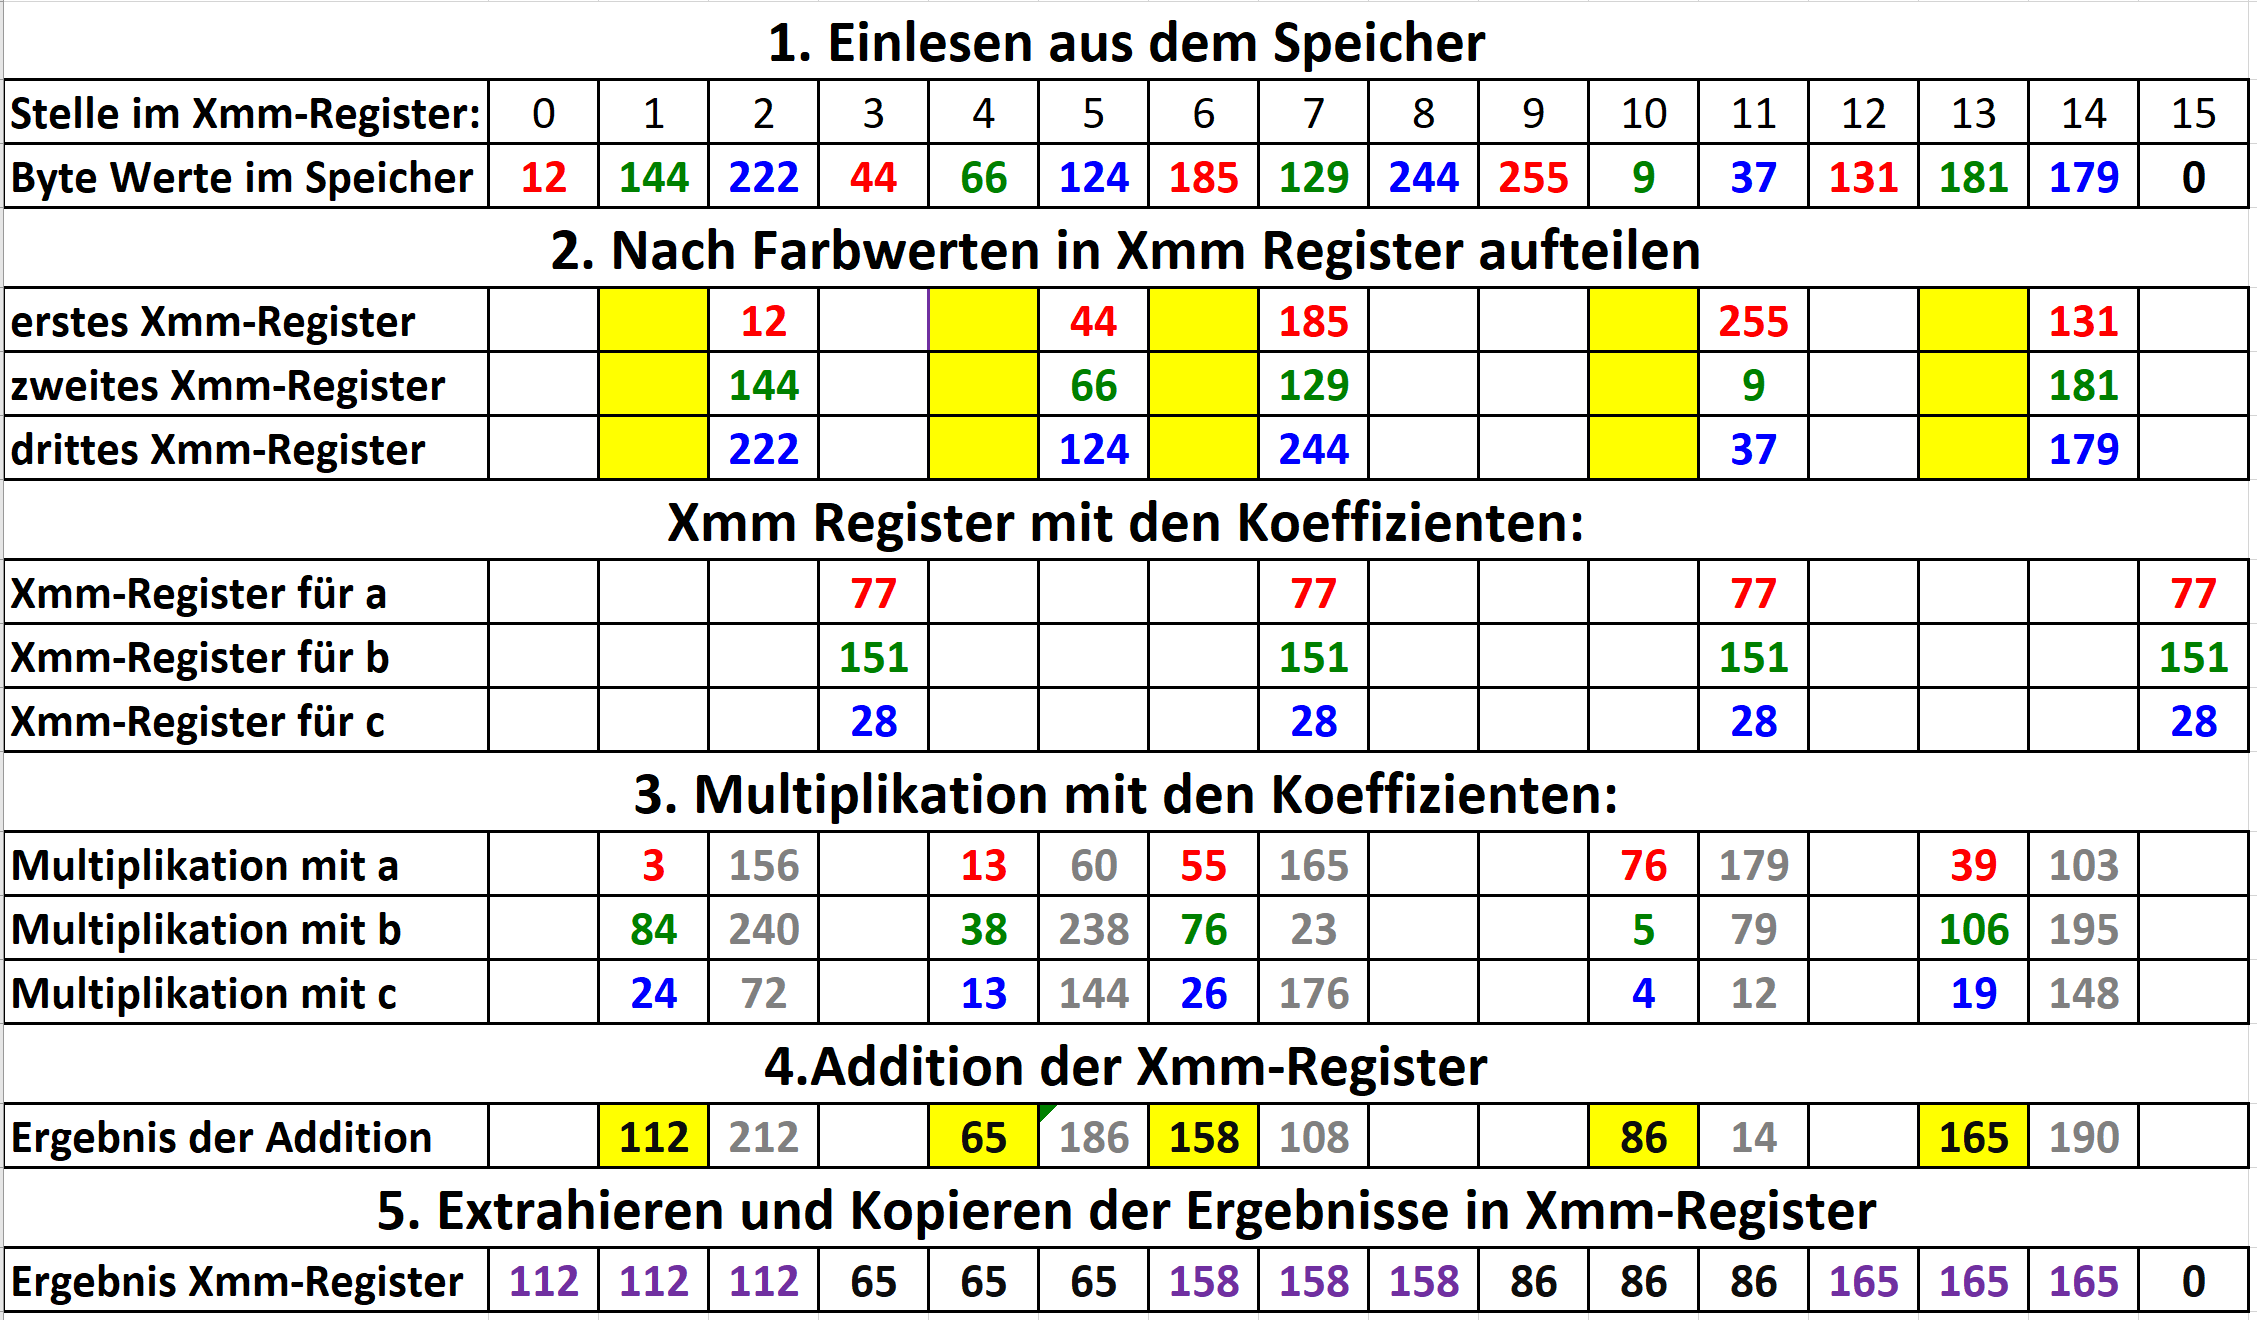 1. Einlesen aus dem Speicher
Stelle im Xmm-Register: 0 1 2 3 4 5 6 7 8 9 10 11 12 13 14 15
Byte Werte im Speicher 12 144 222 44 66 124 185 129 244 255 9 37 131 181 179 0
2. Nach Farbwerten in Xmm Register aufteilen
erstes Xmm-Register 12 44 185 255 131
zweites Xmm-Register 144 66 129 9 181
drittes Xmm-Register 222 124 244 37 179
Xmm Register mit den Koeffizienten:
Xmm-Register für a 77 77 77 77
Xmm-Register für b 151 151 151 151
Xmm-Register für c 28 28 28 28
3. Multiplikation mit den Koeffizienten:
Multiplikation mit a 3 156 13 60 55 165 76 179 39 103
Multiplikation mit b 84 240 38 238 76 23 5 79 106 195
Multiplikation mit c 24 72 13 144 26 176 4 12 19 148
4.Addition der Xmm-Register
Ergebnis der Addition 112 212 65 186 158 108 86 14 165 190
5. Extrahieren und Kopieren der Ergebnisse in Xmm-Register
Ergebnis Xmm-Register 112 112 112 65 65 65 158 158 158 86 86 86 165 165 165 0